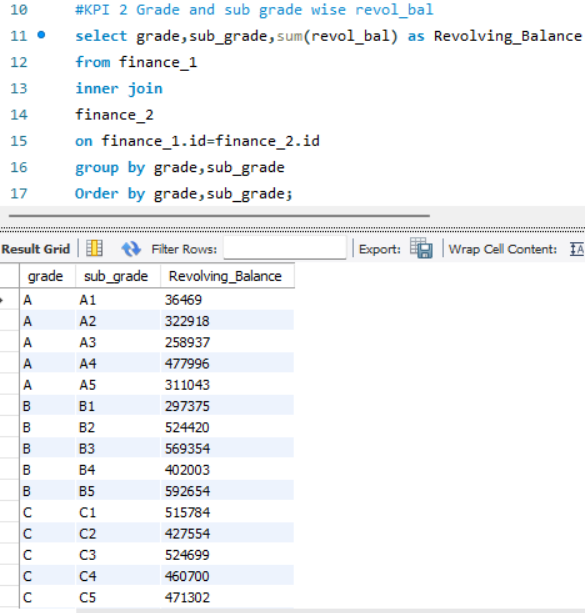 10 #KPI 2 Grade and sub grade wise revol_bal
11 select grade,sub_grade,sum(revol_bal) as Revolving_Balance
12 from finance_1
13 inner join
14 finance_2
15 on finance_1.id=finance_2.id
16 group by grade,sub_grade
17 Order by grade,sub_grade;
Result Grid Filter Rows: Export: Wrap Cell Content: IA
grade sub_grade Revolving_Balance
A A1 36469
A A2 322918
A A3 258937
A A4 477996
A A5 311043
B B1 297375
B B2 524420
B B3 569354
B B4 402003
B B5 592654
C C1 515784
C C2 427554
C C3 524699
C C4 460700
C C5 471302